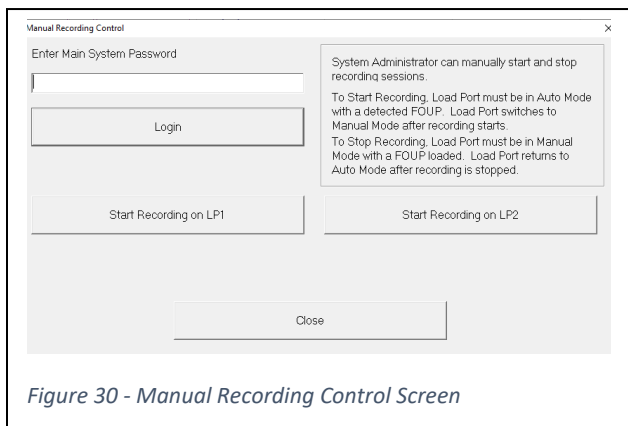 Manual Recording Control
Enter Main System Password
Login
System Administrator can manually start and stop
recording sessions.
To Start Recording, Load Port must be in Auto Mode
with a detected FOUP. Load Port switches to
Manual Mode after recording starts.
To Stop Recording, Load Port must be in Manual
Mode with a FOUP loaded. Load Port returns to
Auto Mode after recording is stopped.
Start Recording on LP1
Start Recording on LP2
Close
Figure 30 - Manual Recording Control Screen